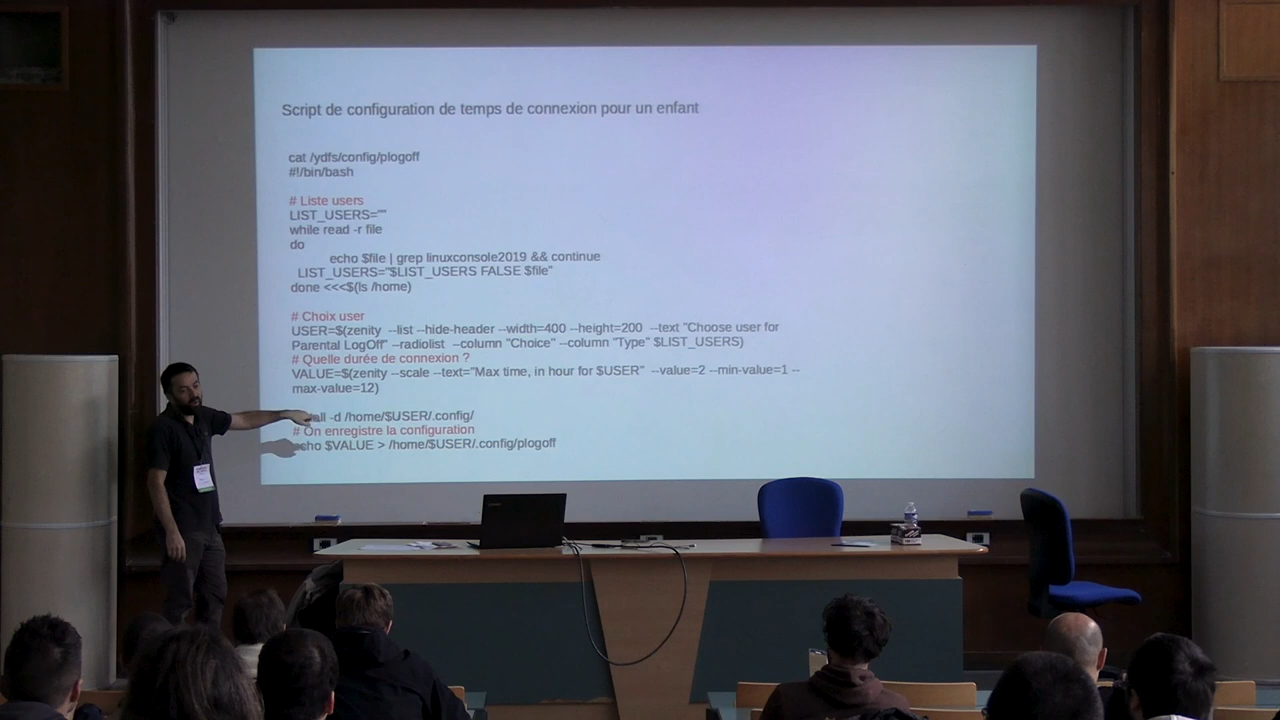 Script de configuration de temps de connexion pour un enfant
cat /ydfs/config/plogoff
#!/bin/bash
# Liste users
LIST_USERS=""
while read -r file
do
echo $file | grep linuxconsole2019 && continue
LIST_USERS="$LIST_USERS FALSE $file"
done <<<$(ls /home)
# Choix user
USER=$(zenity --list --hide-header --width=400 --height=200 --text "Choose user for
Parental LogOff" --radiolist --column "Choice" --column "Type" $LIST_USERS)
# Quelle durée de connexion ?
VALUE=$(zenity --scale --text="Max time, in hour for $USER" --value=2 --min-value=1 --
max-value=12)
-d /home/$USER/.config/
# On enregistre la configuration
echo $VALUE > /home/$USER/.config/plogoff